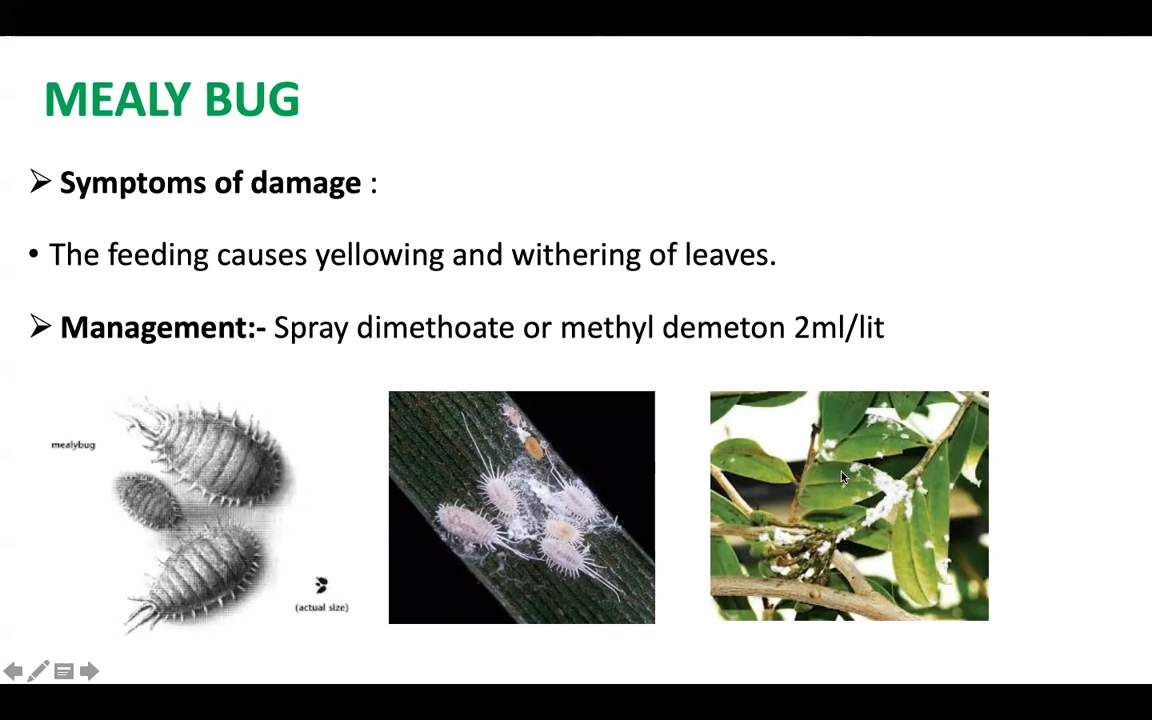 MEALY BUG
➢ Symptoms of damage :
• The feeding causes yellowing and withering of leaves.
➢ Management:- Spray dimethoate or methyl demeton 2ml/lit
mealybug
(actual size)